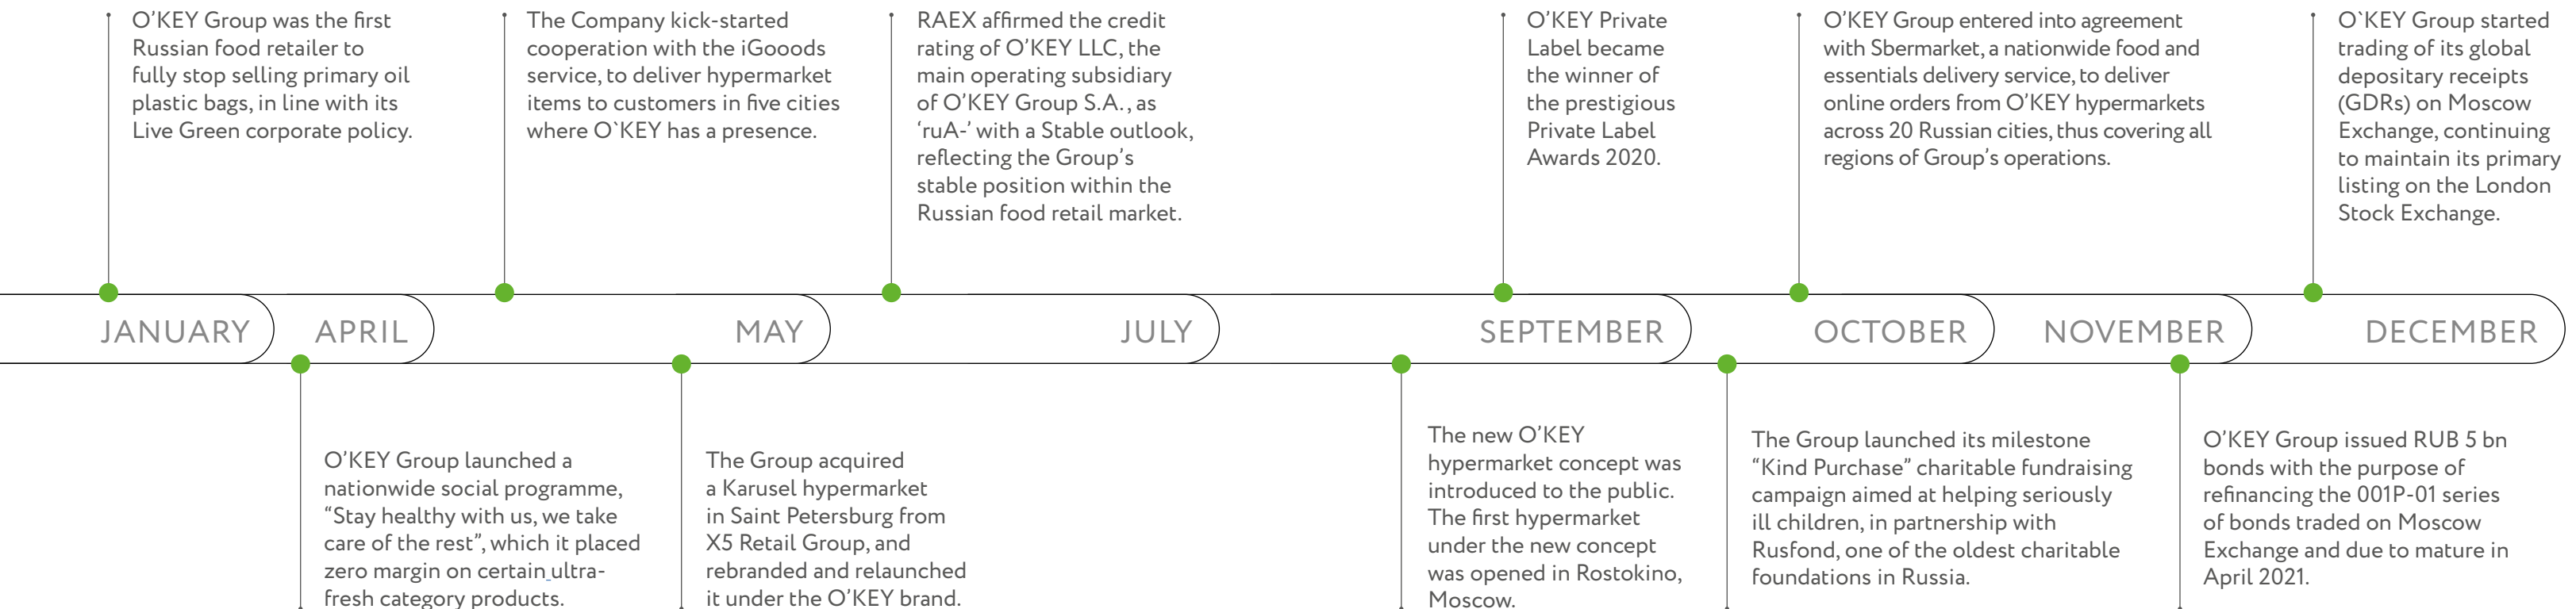 O’KEY Group was the first
Russian food retailer to
fully stop selling primary oil
plastic bags, in line with its
Live Green corporate policy.
The Company kick-started
cooperation with the iGooods
service, to deliver hypermarket
items to customers in five cities
where O`KEY has a presence.
RAEX affirmed the credit
rating of O’KEY LLC, the
main operating subsidiary
of O’KEY Group S.A., as
‘ruA-’ with a Stable outlook,
reflecting the Group’s
stable position within the
Russian food retail market.
O’KEY Private
Label became
the winner of
the prestigious
Private Label
Awards 2020.
O’KEY Group entered into agreement
with Sbermarket, a nationwide food and
essentials delivery service, to deliver
online orders from O’KEY hypermarkets
across 20 Russian cities, thus covering all
regions of Group’s operations.
O`KEY Group started
trading of its global
depositary receipts
(GDRs) on Moscow
Exchange, continuing
to maintain its primary
listing on the London
Stock Exchange.
JANUARY APRIL MAY JULY SEPTEMBER OCTOBER NOVEMBER DECEMBER
O’KEY Group launched a
nationwide social programme,
“Stay healthy with us, we take
care of the rest”, which it placed
zero margin on certain ultra-
fresh category products.
The Group acquired
a Karusel hypermarket
in Saint Petersburg from
X5 Retail Group, and
rebranded and relaunched
it under the O’KEY brand.
The new O’KEY
hypermarket concept was
introduced to the public.
The first hypermarket
under the new concept
was opened in Rostokino,
Moscow.
The Group launched its milestone
“Kind Purchase” charitable fundraising
campaign aimed at helping seriously
ill children, in partnership with
Rusfond, one of the oldest charitable
foundations in Russia.
O’KEY Group issued RUB 5 bn
bonds with the purpose of
refinancing the 001P-01 series
of bonds traded on Moscow
Exchange and due to mature in
April 2021.